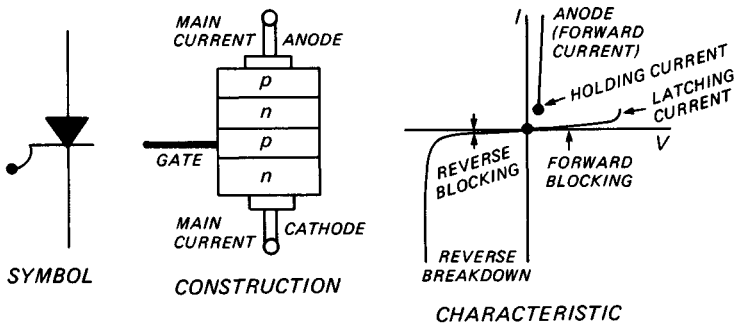 SYMBOL
MAIN
CURRENT
ANODE
p
n
p
n
GATE
MAIN
CURRENT
CATHODE
CONSTRUCTION
I
ANODE
(FORWARD
CURRENT)
HOLDING CURRENT
LATCHING
CURRENT
V
REVERSE
BLOCKING
FORWARD
BLOCKING
REVERSE
BREAKDOWN
CHARACTERISTIC